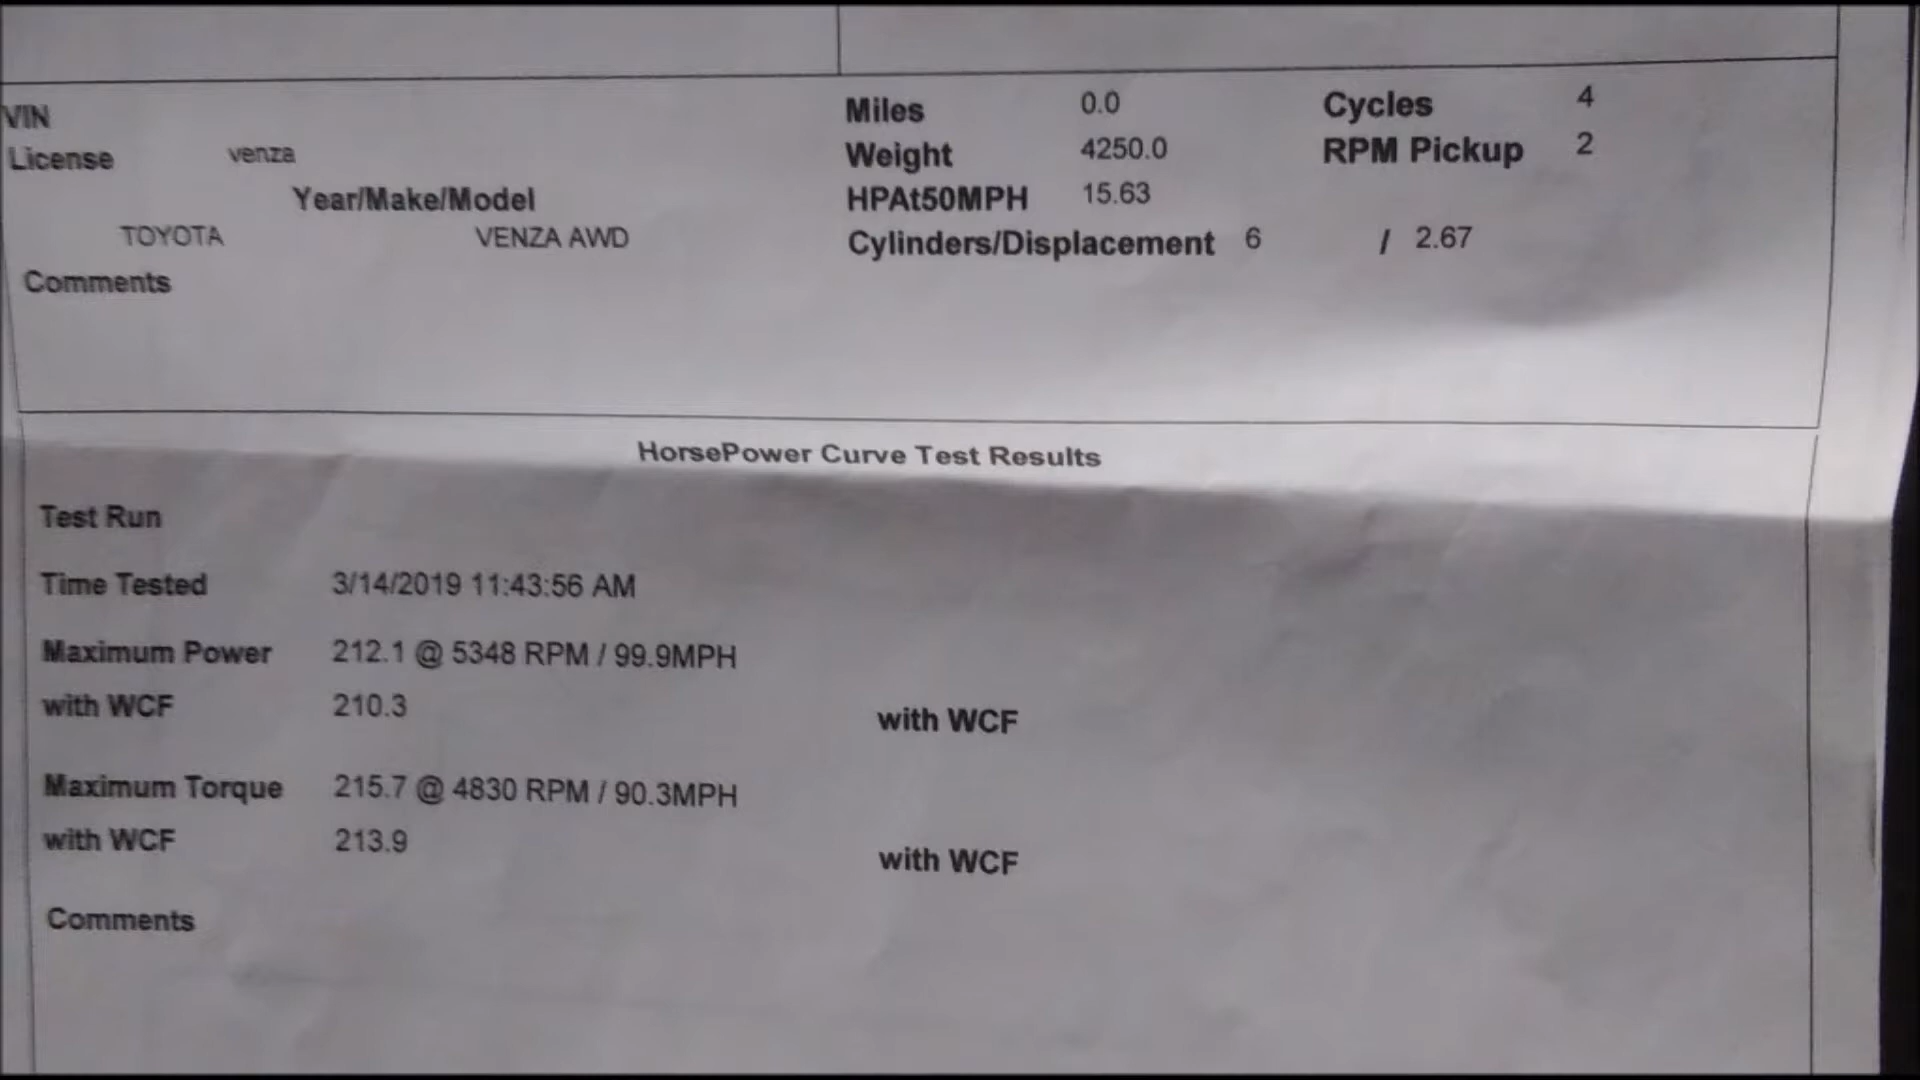 VIN
License venza
Year/Make/Model
TOYOTA VENZA AWD
Comments
Miles 0.0 Cycles 4
Weight 4250.0 RPM Pickup 2
HPAt50MPH 15.63
Cylinders/Displacement 6 / 2.67
HorsePower Curve Test Results
Test Run
Time Tested 3/14/2019 11:43:56 AM
Maximum Power 212.1 @ 5348 RPM / 99.9MPH
with WCF 210.3 with WCF
Maximum Torque 215.7 @ 4830 RPM / 90.3MPH
with WCF 213.9 with WCF
Comments